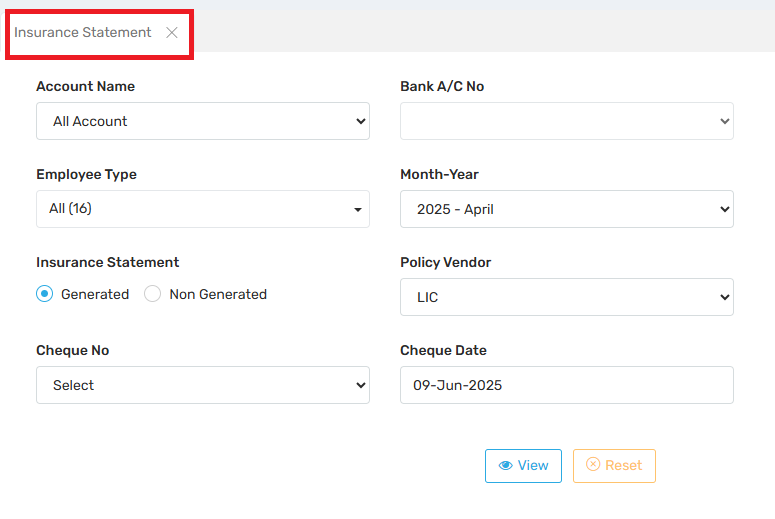 Insurance Statement
Account Name
Bank A/C No
All Account
Employee Type
Month-Year
All (16)
2025 - April
Insurance Statement
Policy Vendor
Generated
Non Generated
LIC
Cheque No
Cheque Date
Select
09-Jun-2025
View
Reset